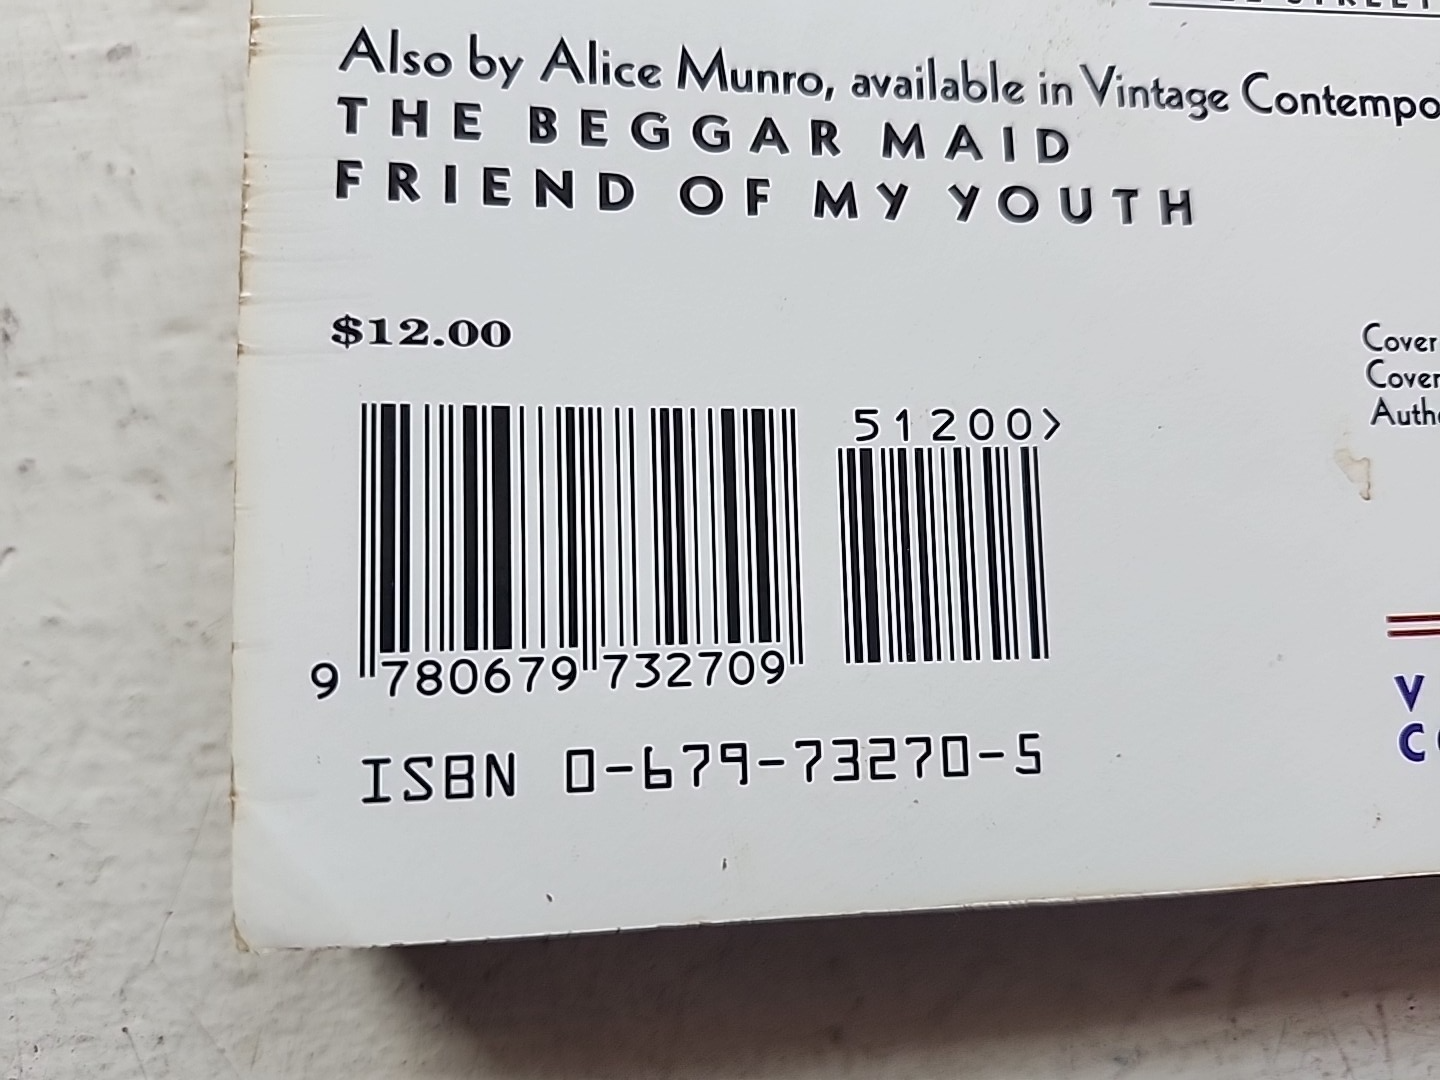 Also by Alice Munro, available in Vintage Contempo
THE BEGGAR MAID
FRIEND OF MY YOUTH
$12.00
51200>
9 780679 732709
ISBN 0-679-73270-5
Cover
Cover
Autho
V
C